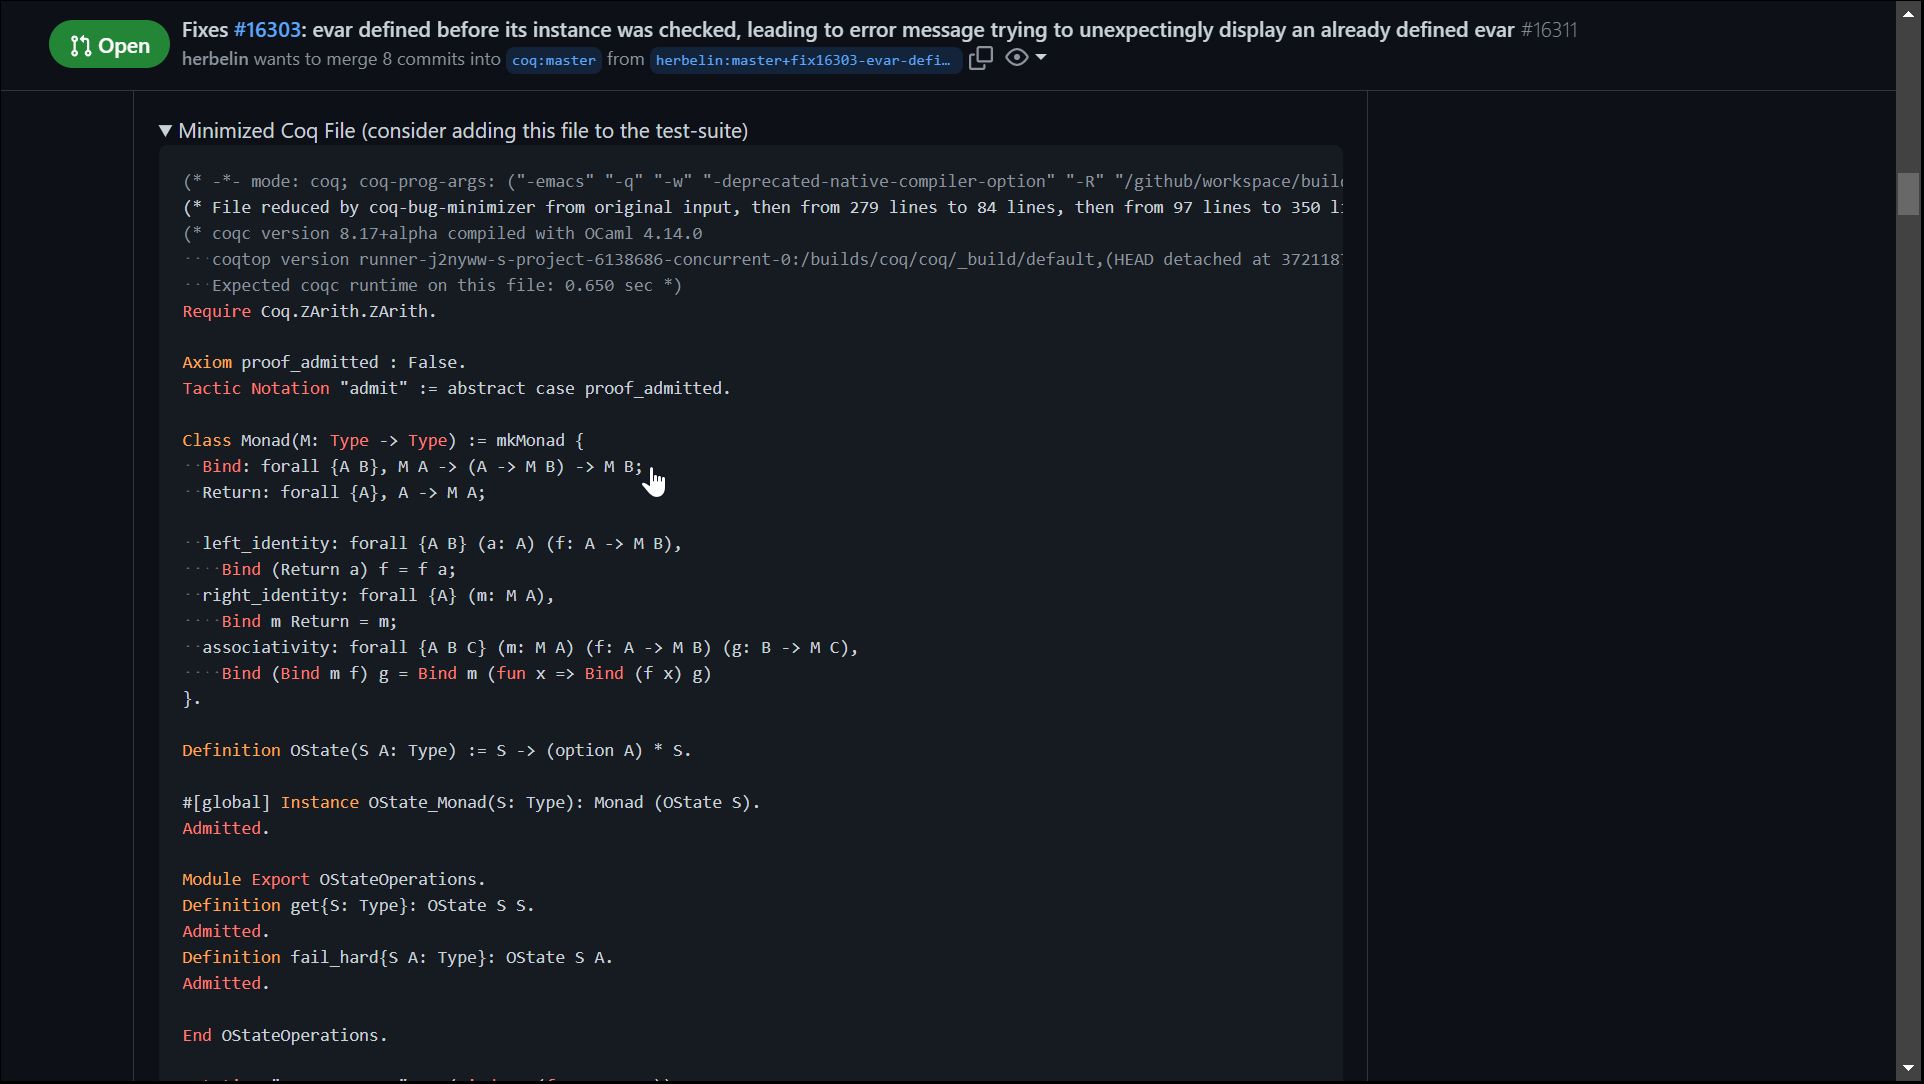 Open
Fixes #16303: evar defined before its instance was checked, leading to error message trying to unexpectingly display an already defined evar #16311
herbelin wants to merge 8 commits into coq:master from herbelin:master+fix16303-evar-defi…
▼ Minimized Coq File (consider adding this file to the test-suite)
(* -*- mode: coq; coq-prog-args: ("-emacs" "-q" "-w" "-deprecated-native-compiler-option" "-R" "/github/workspace/build
(* File reduced by coq-bug-minimizer from original input, then from 279 lines to 84 lines, then from 97 lines to 350 li
(* coqc version 8.17+alpha compiled with OCaml 4.14.0
   coqtop version runner-j2nyww-s-project-6138686-concurrent-0:/builds/coq/coq/_build/default,(HEAD detached at 3721187
   Expected coqc runtime on this file: 0.650 sec *)
Require Coq.ZArith.ZArith.
Axiom proof_admitted : False.
Tactic Notation "admit" := abstract case proof_admitted.
Class Monad(M: Type -> Type) := mkMonad {
  Bind: forall {A B}, M A -> (A -> M B) -> M B;
  Return: forall {A}, A -> M A;
  left_identity: forall {A B} (a: A) (f: A -> M B),
    Bind (Return a) f = f a;
  right_identity: forall {A} (m: M A),
    Bind m Return = m;
  associativity: forall {A B C} (m: M A) (f: A -> M B) (g: B -> M C),
    Bind (Bind m f) g = Bind m (fun x => Bind (f x) g)
}.
Definition OState(S A: Type) := S -> (option A) * S.
#[global] Instance OState_Monad(S: Type): Monad (OState S).
Admitted.
Module Export OStateOperations.
Definition get{S: Type}: OState S S.
Admitted.
Definition fail_hard{S A: Type}: OState S A.
Admitted.
End OStateOperations.